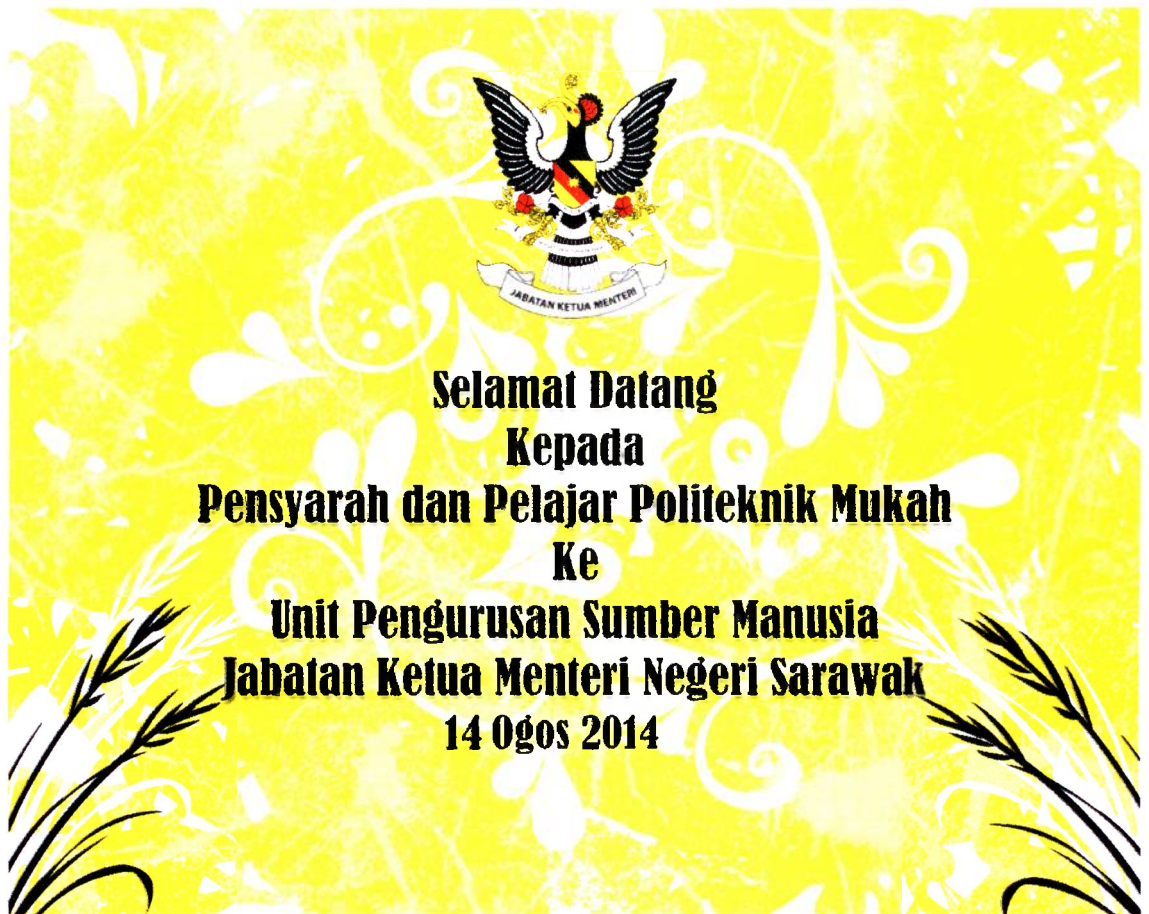 JABATAN KETUA MENTERI
Selamat Datang
Kepada
Pensyarah dan Pelajar Politeknik Mukah
Ke
Unit Pengurusan Sumber Manusia
Jabatan Ketua Menteri Negeri Sarawak
14 Ogos 2014